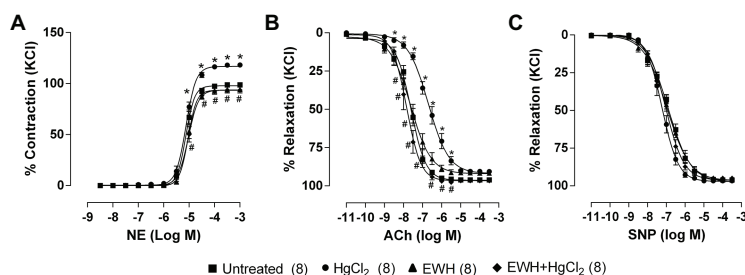 A
B
C
% Contraction (KCl)
150
100
50
0
-9 -8 -7 -6 -5 -4 -3
NE (Log M)
* * * * *
# # # # #
% Relaxation (KCl)
0
25
50
75
100
-11 -10 -9 -8 -7 -6 -5 -4 -3
ACh (log M)
* * * * * * *
# # # # # # #
% Relaxation (KCl)
0
25
50
75
100
-11 -10 -9 -8 -7 -6 -5 -4 -3
SNP (log M)
■ Untreated (8) ● HgCl₂ (8) ▲ EWH (8) ◆ EWH+HgCl₂ (8)